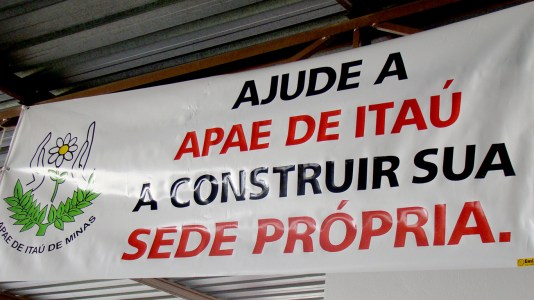 AJUDE A
APAE DE ITAÚ
A CONSTRUIR SUA
SEDE PRÓPRIA.
APAE DE ITAÚ DE MINAS